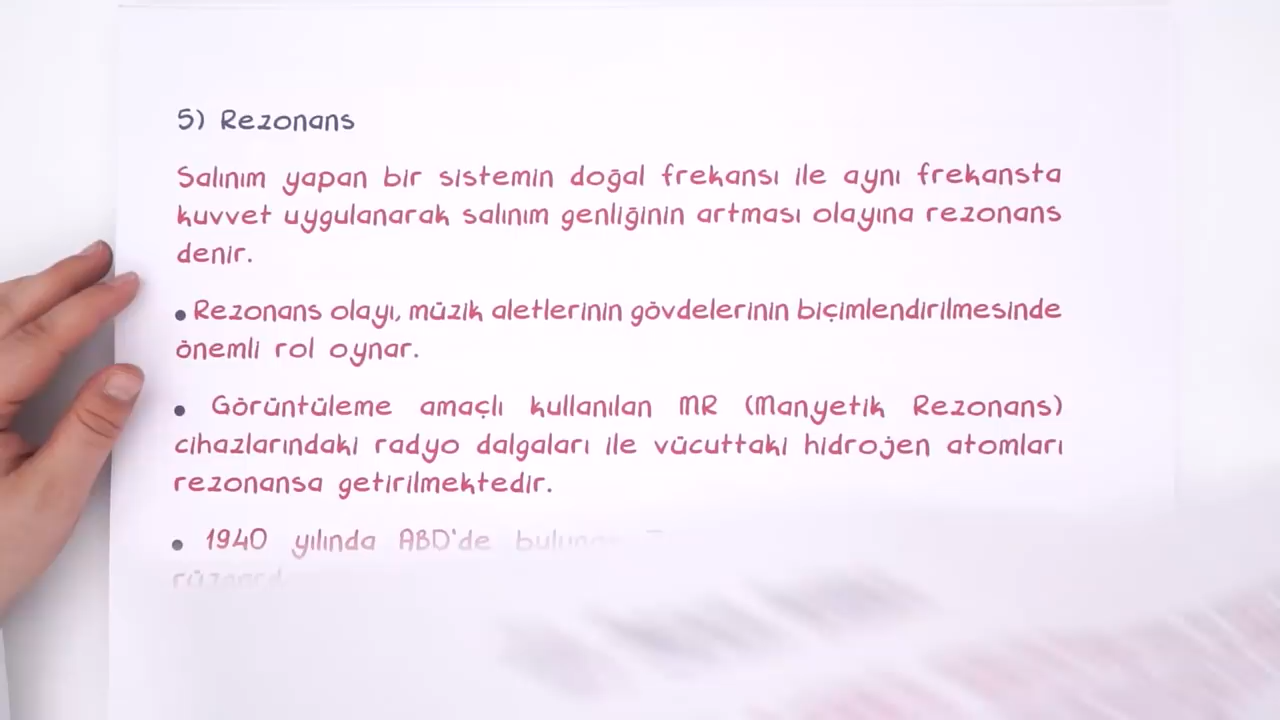 5) Rezonans
Salınım yapan bir sistemin doğal frekansı ile aynı frekansta
kuvvet uygulanarak salınım genliğinin artması olayına rezonans
denir.
• Rezonans olayı, müzik aletlerinin gövdelerinin biçimlendirilmesinde
önemli rol oynar.
• Görüntüleme amaçlı kullanılan MR (Manyetik Rezonans)
cihazlarındaki radyo dalgaları ile vücuttaki hidrojen atomları
rezonansa getirilmektedir.
• 1940 yılında ABD'de